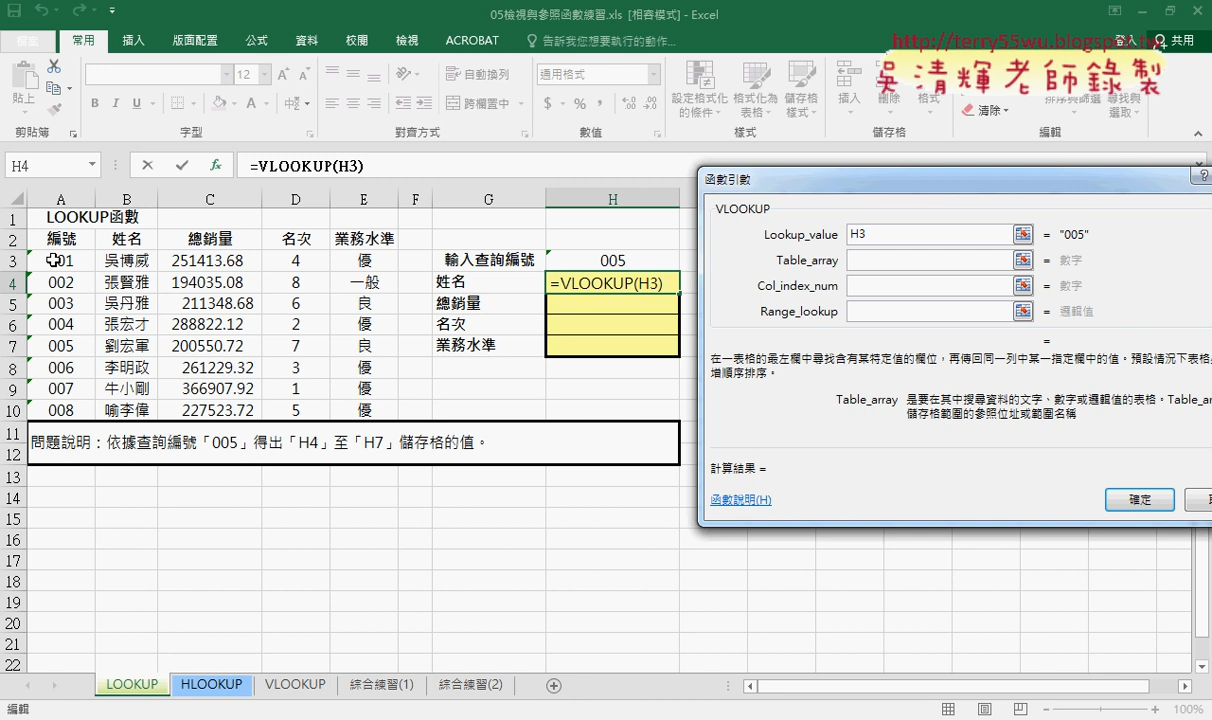 05檢視與參照函數練習.xls [相容模式] - Excel
常用 插入 版面配置 公式 資料 校閱 檢視 ACROBAT 告訴我您想要執行的動作... 登入 共用
http://terry55wu.blogspot.tw
吳清輝老師錄製
貼上 12 A A 自動換列 通用格式 設定格式化的條件 格式化為表格 儲存格樣式 插入 刪除 格式 排序與篩選 尋找與選取
B I U 跨欄置中 $ % , 清除
剪貼簿 字型 對齊方式 數值 樣式 儲存格 編輯
H4 fx =VLOOKUP(H3)
A B C D E F G H
1 LOOKUP函數
2 編號 姓名 總銷量 名次 業務水準
3 001 吳博威 251413.68 4 優 輸入查詢編號 005
4 002 張賢雅 194035.08 8 一般 姓名 =VLOOKUP(H3)
5 003 吳丹雅 211348.68 6 良 總銷量
6 004 張宏才 288822.12 2 優 名次
7 005 劉宏軍 200550.72 7 良 業務水準
8 006 李明政 261229.32 3 優
9 007 牛小剛 366907.92 1 優
10 008 喻李偉 227523.72 5 優
11
問題說明：依據查詢編號「005」得出「H4」至「H7」儲存格的值。
12
13
14
15
16
17
18
19
20
21
22
函數引數
VLOOKUP
Lookup_value H3 = "005"
Table_array = 數字
Col_index_num = 數字
Range_lookup = 邏輯值
=
在一表格的最左欄中尋找含有某特定值的欄位，再傳回同一列中某一指定欄中的值。預設情況下表格
增順序排序。
Table_array 是要在其中搜尋資料的文字、數字或邏輯值的表格。Table_ar
儲存格範圍的參照位址或範圍名稱
計算結果 =
函數說明(H) 確定
LOOKUP HLOOKUP VLOOKUP 綜合練習(1) 綜合練習(2)
編輯 100%